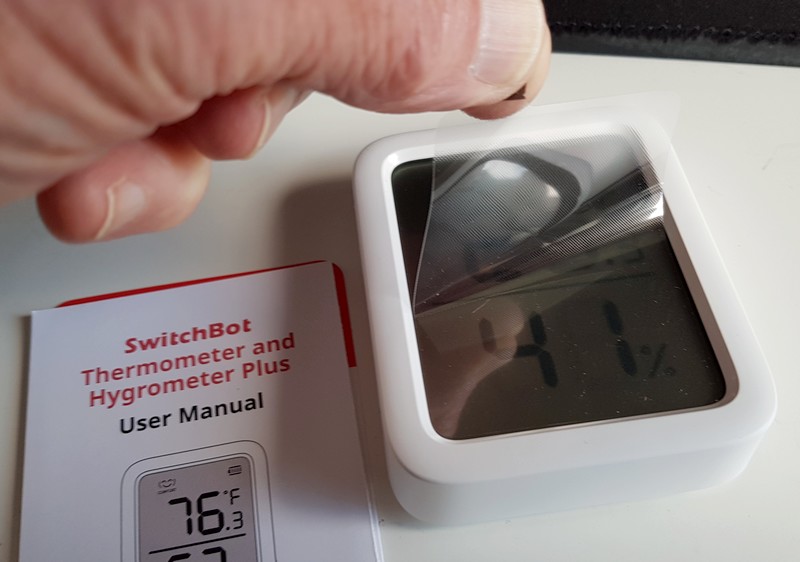 SwitchBot
Thermometer and
Hygrometer Plus
User Manual
76.3°F
41%